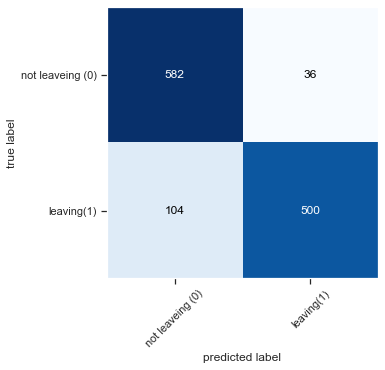 true label
not leaveing (0)
582
36
leaving(1)
104
500
not leaveing (0)
leaving(1)
predicted label